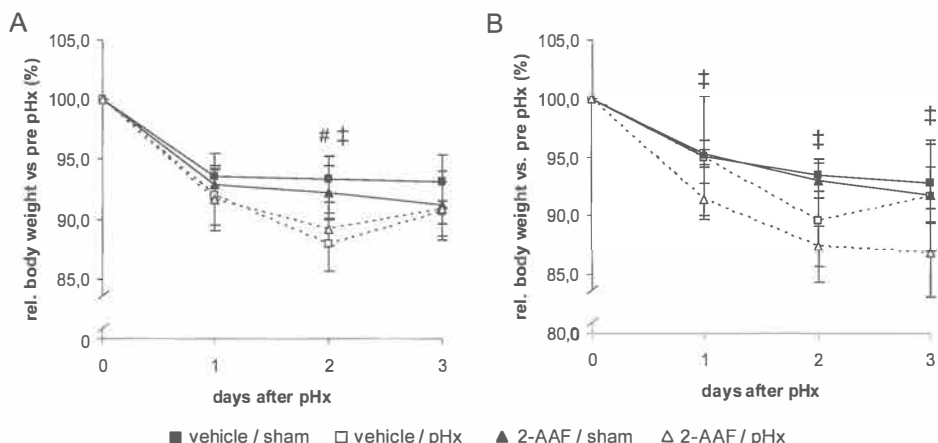 A
105,0
100,0
95,0
90,0
85,0
0
rel. body weight vs pre pHx (%)
# ‡
0 1 2 3
days after pHx
B
105,0
100,0
95,0
90,0
85,0
80,0
rel. body weight vs. pre pHx (%)
‡ ‡ ‡
0 1 2 3
days after pHx
■ vehicle / sham □ vehicle / pHx ▲ 2-AAF / sham △ 2-AAF / pHx